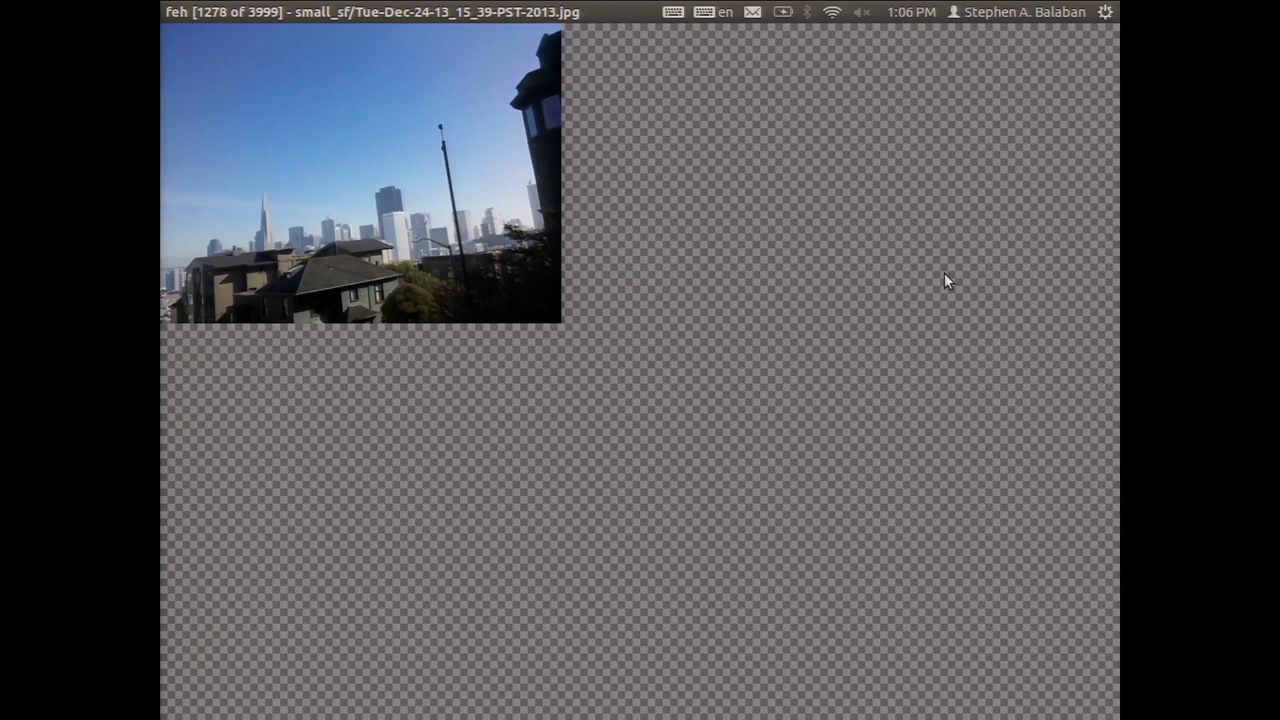 feh [1278 of 3999] - small_sf/Tue-Dec-24-13_15_39-PST-2013.jpg en 1:06 PM Stephen A. Balaban